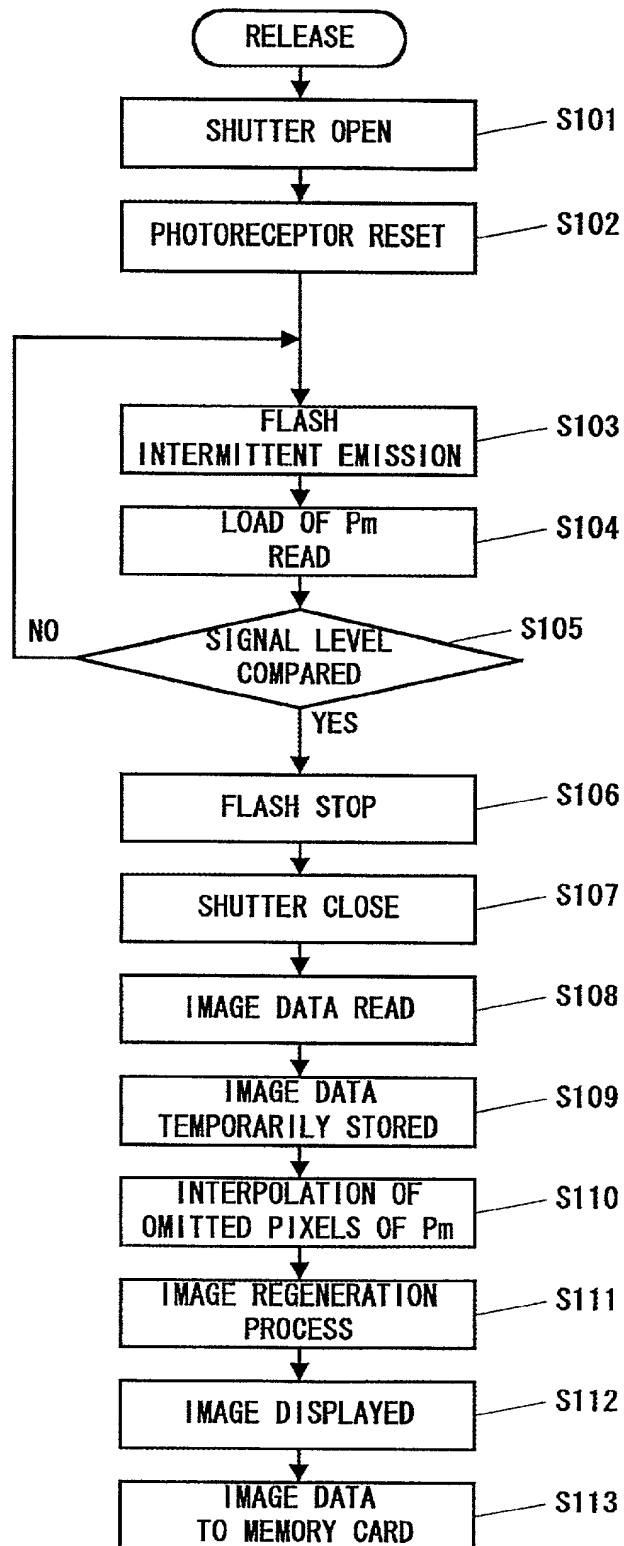 RELEASE
SHUTTER OPEN
S101
PHOTORECEPTOR RESET
S102
FLASH
INTERMITTENT EMISSION
S103
LOAD OF Pm
READ
S104
NO
SIGNAL LEVEL
COMPARED
S105
YES
FLASH STOP
S106
SHUTTER CLOSE
S107
IMAGE DATA READ
S108
IMAGE DATA
TEMPORARILY STORED
S109
INTERPOLATION OF
OMITTED PIXELS OF Pm
S110
IMAGE REGENERATION
PROCESS
S111
IMAGE DISPLAYED
S112
IMAGE DATA
TO MEMORY CARD
S113